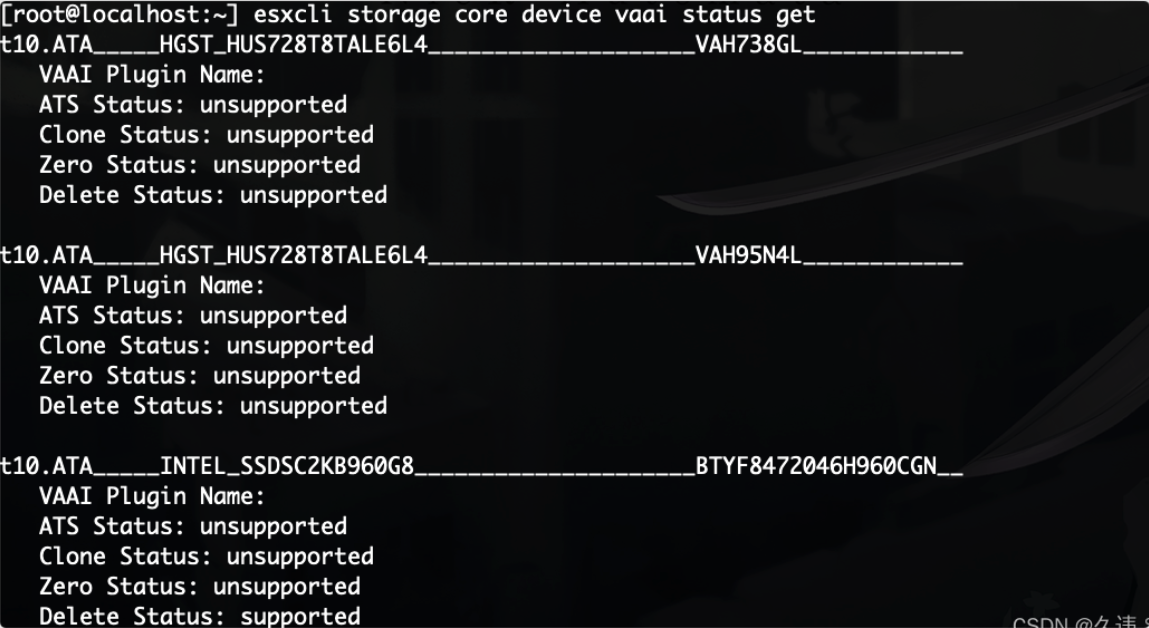 [root@localhost:~] esxcli storage core device vaai status get
t10.ATA_____HGST_HUS728T8TALE6L4____________________VAH738GL____________
VAAI Plugin Name:
ATS Status: unsupported
Clone Status: unsupported
Zero Status: unsupported
Delete Status: unsupported
t10.ATA_____HGST_HUS728T8TALE6L4____________________VAH95N4L____________
VAAI Plugin Name:
ATS Status: unsupported
Clone Status: unsupported
Zero Status: unsupported
Delete Status: unsupported
t10.ATA_____INTEL_SSDSC2KB960G8_____________________BTYF8472046H960CGN__
VAAI Plugin Name:
ATS Status: unsupported
Clone Status: unsupported
Zero Status: unsupported
Delete Status: supported
CSDN @久违